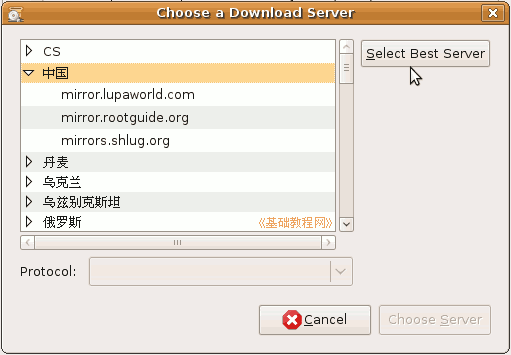 Choose a Download Server
CS
Select Best Server
中国
mirror.lupaworld.com
mirror.rootguide.org
mirrors.shlug.org
丹麦
乌克兰
乌兹别克斯坦
俄罗斯
《基础教程网》
Protocol:
Cancel
Choose Server